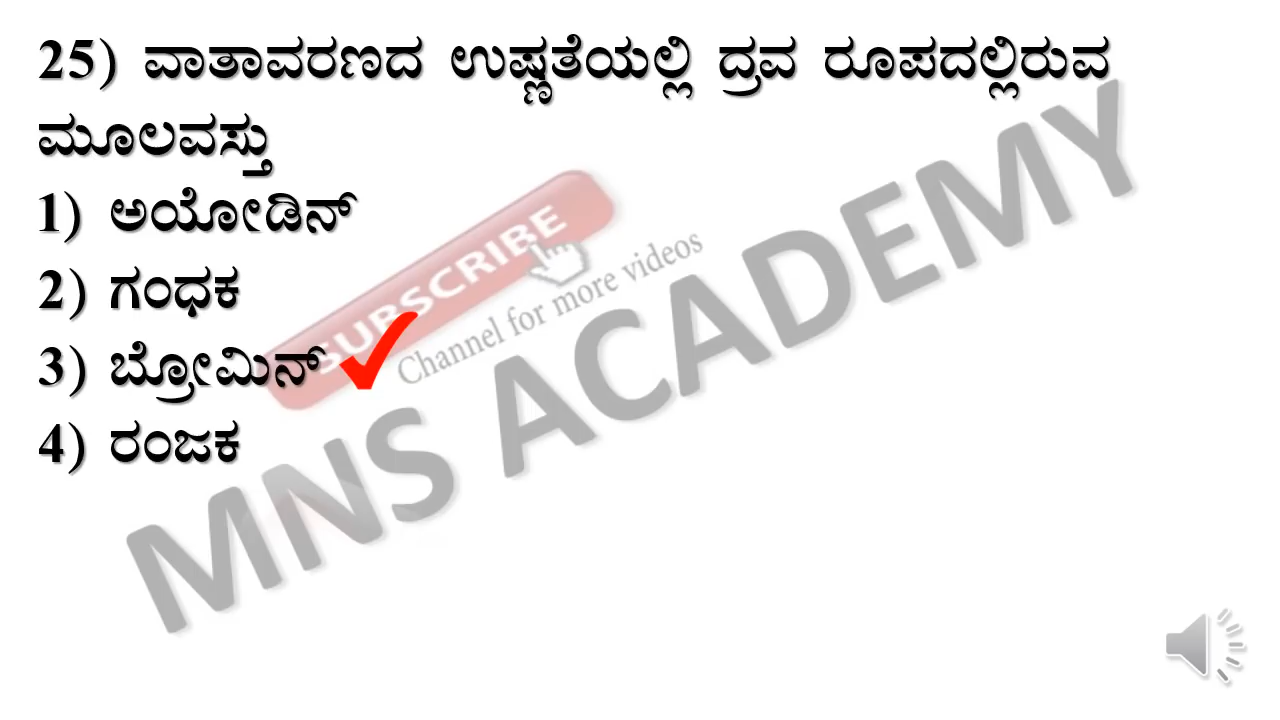 25) ವಾತಾವರಣದ ಉಷ್ಣತೆಯಲ್ಲಿ ದ್ರವ ರೂಪದಲ್ಲಿರುವ
ಮೂಲವಸ್ತು
1) ಅಯೋಡಿನ್
2) ಗಂಧಕ
3) ಬ್ರೋಮಿನ್
4) ರಂಜಕ
SUBSCRIBE
Channel for more videos
MNS ACADEMY